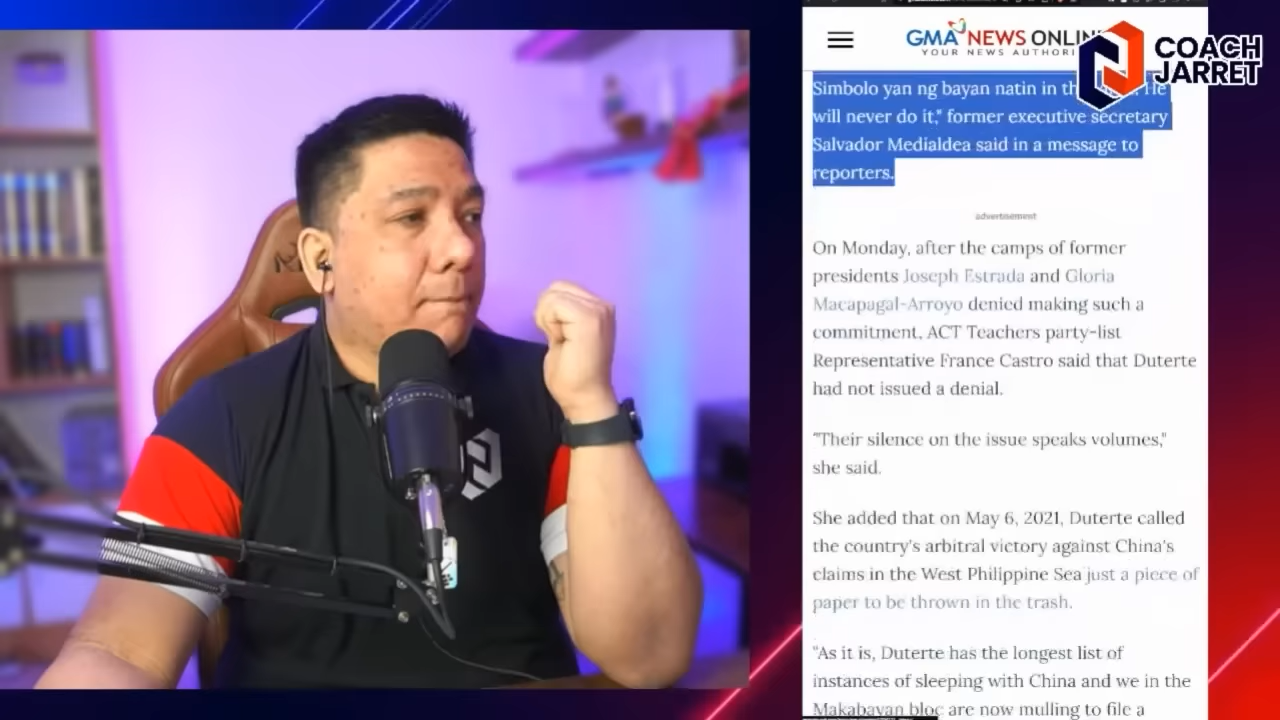 GMA NEWS ONLIN
YOUR NEWS AUTHORI
COACH
JARRET
Simbolo yan ng bayan natin in th He
will never do it," former executive secretary
Salvador Medialdea said in a message to
reporters.
advertisement
On Monday, after the camps of former
presidents Joseph Estrada and Gloria
Macapagal-Arroyo denied making such a
commitment, ACT Teachers party-list
Representative France Castro said that Duterte
had not issued a denial.
"Their silence on the issue speaks volumes,"
she said.
She added that on May 6, 2021, Duterte called
the country's arbitral victory against China's
claims in the West Philippine Sea just a piece of
paper to be thrown in the trash.
"As it is, Duterte has the longest list of
instances of sleeping with China and we in the
Makabayan bloc are now mulling to file a